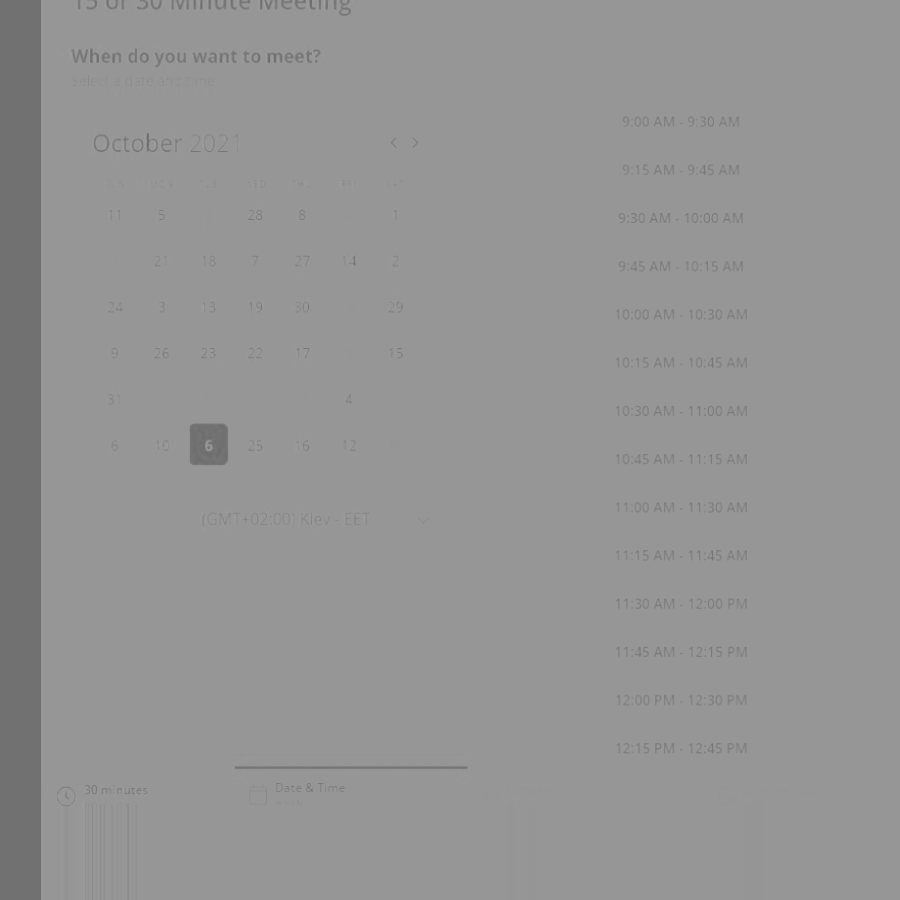 15 or 30 Minute Meeting
When do you want to meet?
Select a date and time
October 2021
11 5 28 8 1
21 18 7 27 14 2
24 3 13 19 30 29
9 26 23 22 17 15
31 4
6 10 6 25 16 12
(GMT+02:00) Kiev - EET
9:00 AM - 9:30 AM
9:15 AM - 9:45 AM
9:30 AM - 10:00 AM
9:45 AM - 10:15 AM
10:00 AM - 10:30 AM
10:15 AM - 10:45 AM
10:30 AM - 11:00 AM
10:45 AM - 11:15 AM
11:00 AM - 11:30 AM
11:15 AM - 11:45 AM
11:30 AM - 12:00 PM
11:45 AM - 12:15 PM
12:00 PM - 12:30 PM
12:15 PM - 12:45 PM
30 minutes
Date & Time